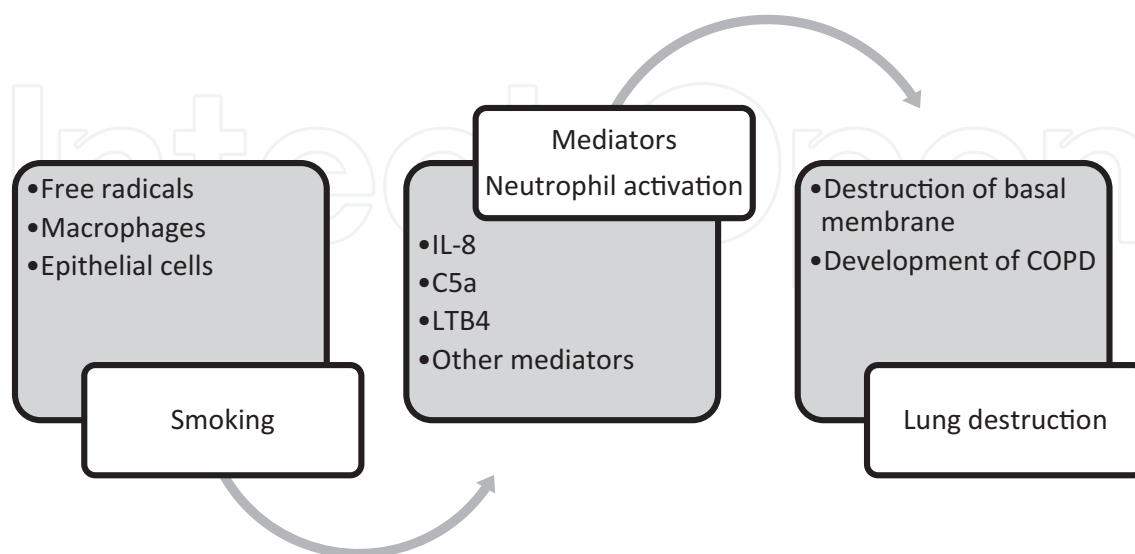 •Free radicals
•Macrophages
•Epithelial cells
Smoking
Mediators
Neutrophil activation
•IL-8
•C5a
•LTB4
•Other mediators
•Destruction of basal
membrane
•Development of COPD
Lung destruction